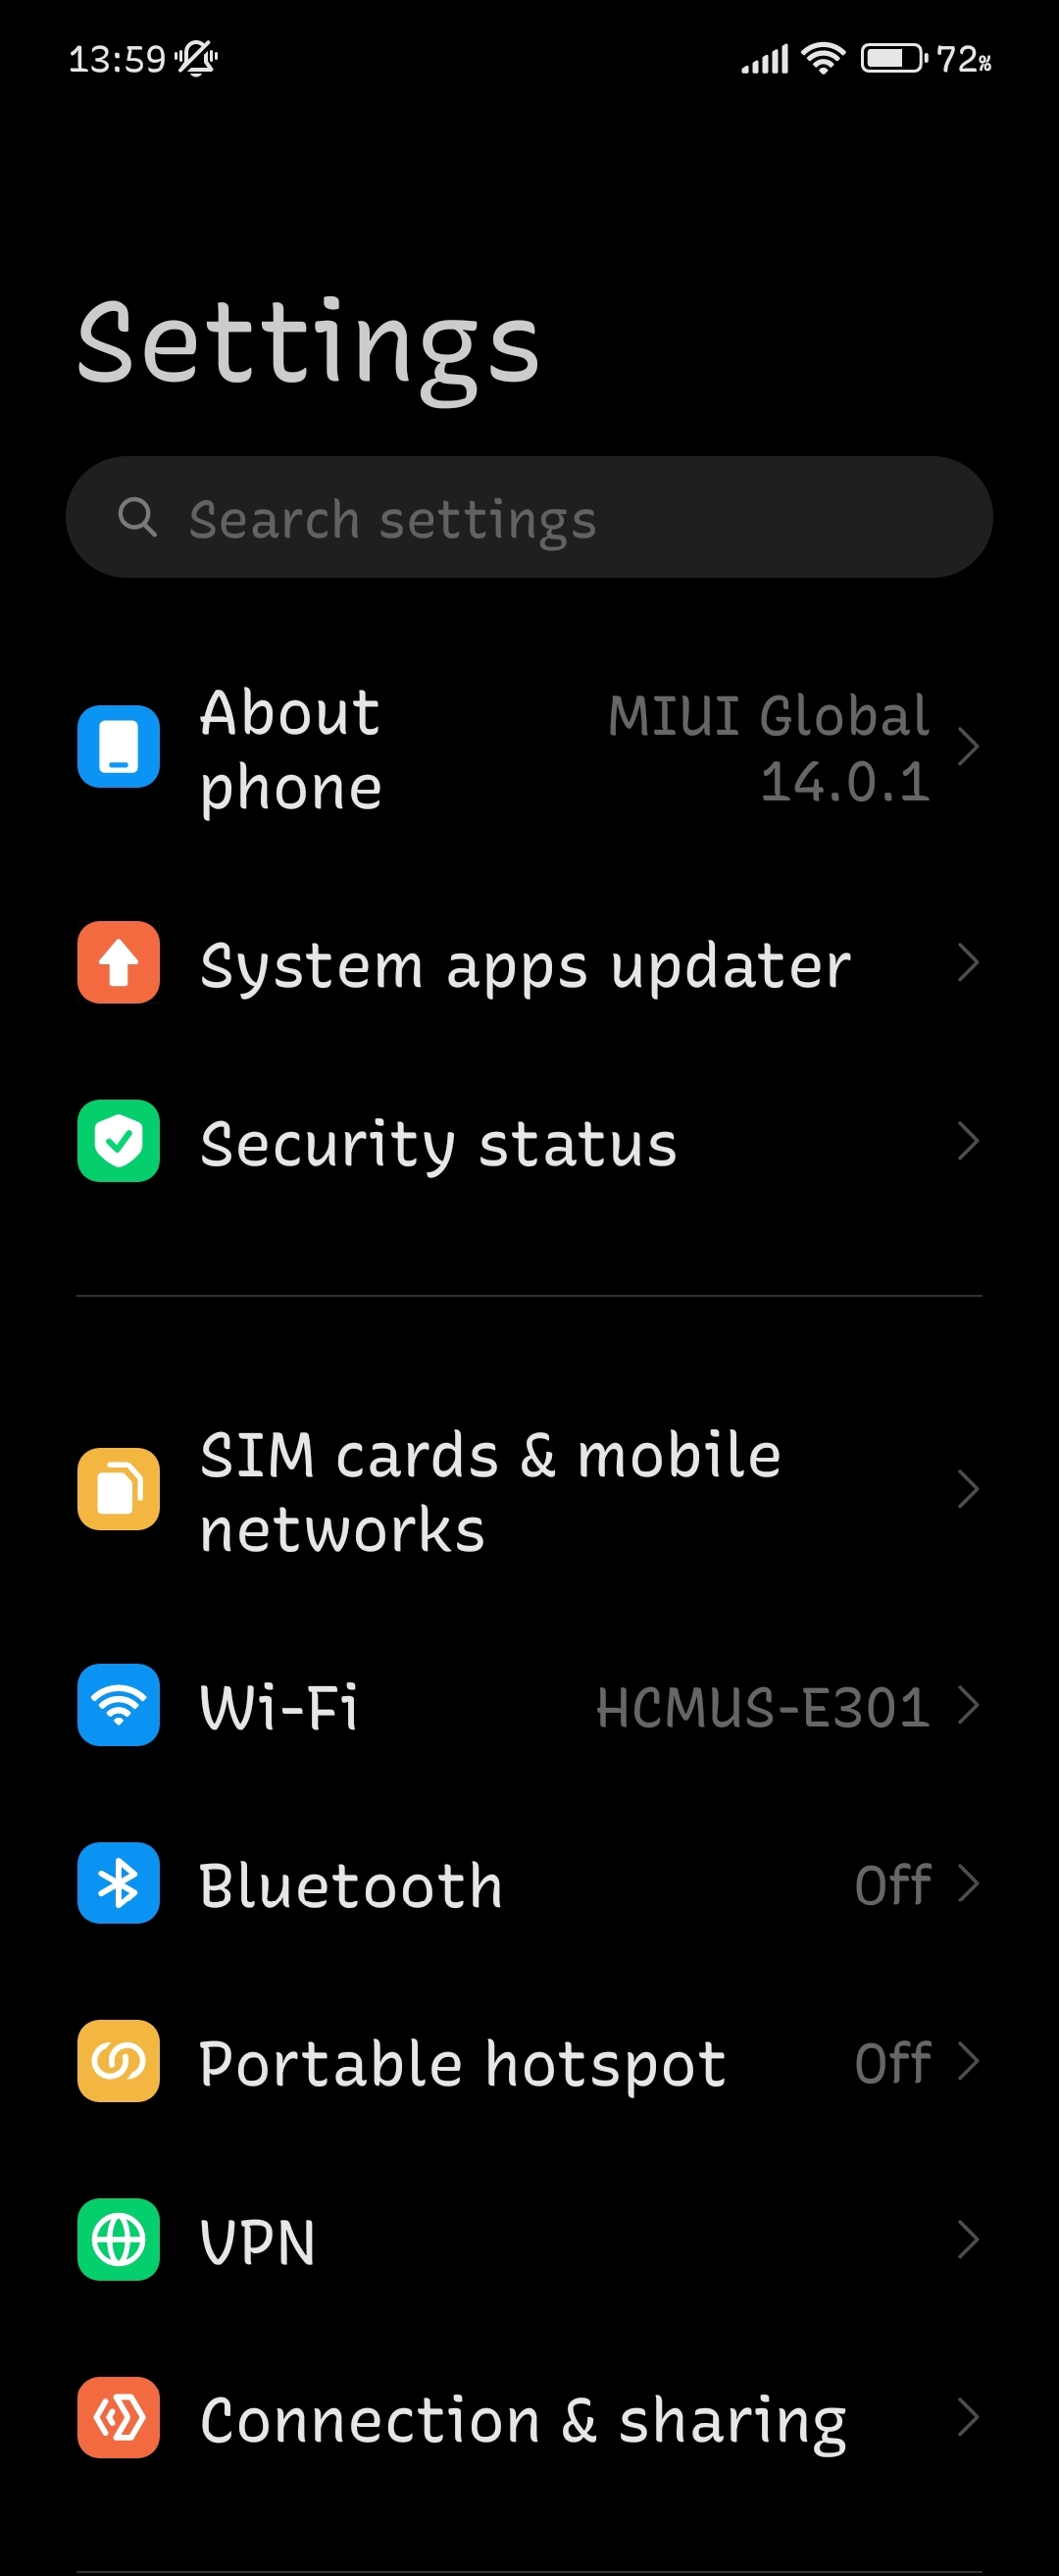 13:59 72%
Settings
Search settings
About phone
MIUI Global 14.0.1
System apps updater
Security status
SIM cards & mobile
networks
Wi-Fi HCMUS-E301
Bluetooth Off
Portable hotspot Off
VPN
Connection & sharing